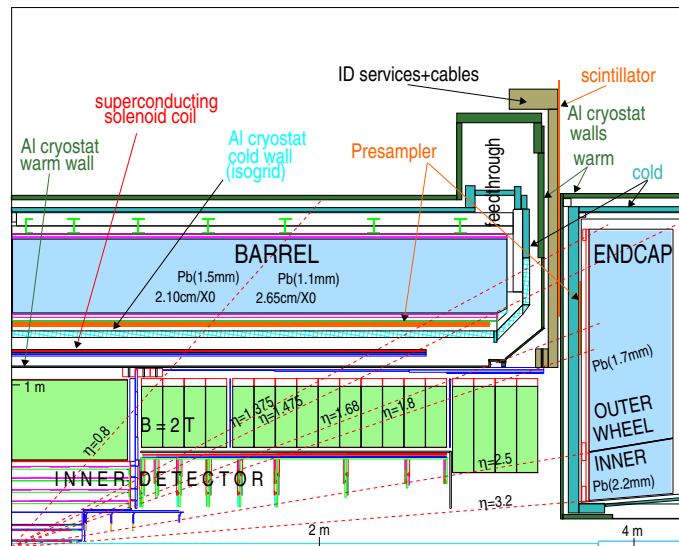 ID services+cables
scintillator
superconducting
solenoid coil
Al cryostat
walls
Al cryostat
warm wall
Al cryostat
cold wall
(isogrid)
Presampler
warm
cold
feedthrough
BARREL
ENDCAP
Pb(1.5mm)
Pb(1.1mm)
2.10cm/X0
2.65cm/X0
Pb(1.7mm)
1 m
η=0.8
B = 2 T
η=1.375
η=1.475
η=1.68
η=1.8
OUTER
WHEEL
η=2.5
INNER DETECTOR
INNER
Pb(2.2mm)
η=3.2
2 m
4 m